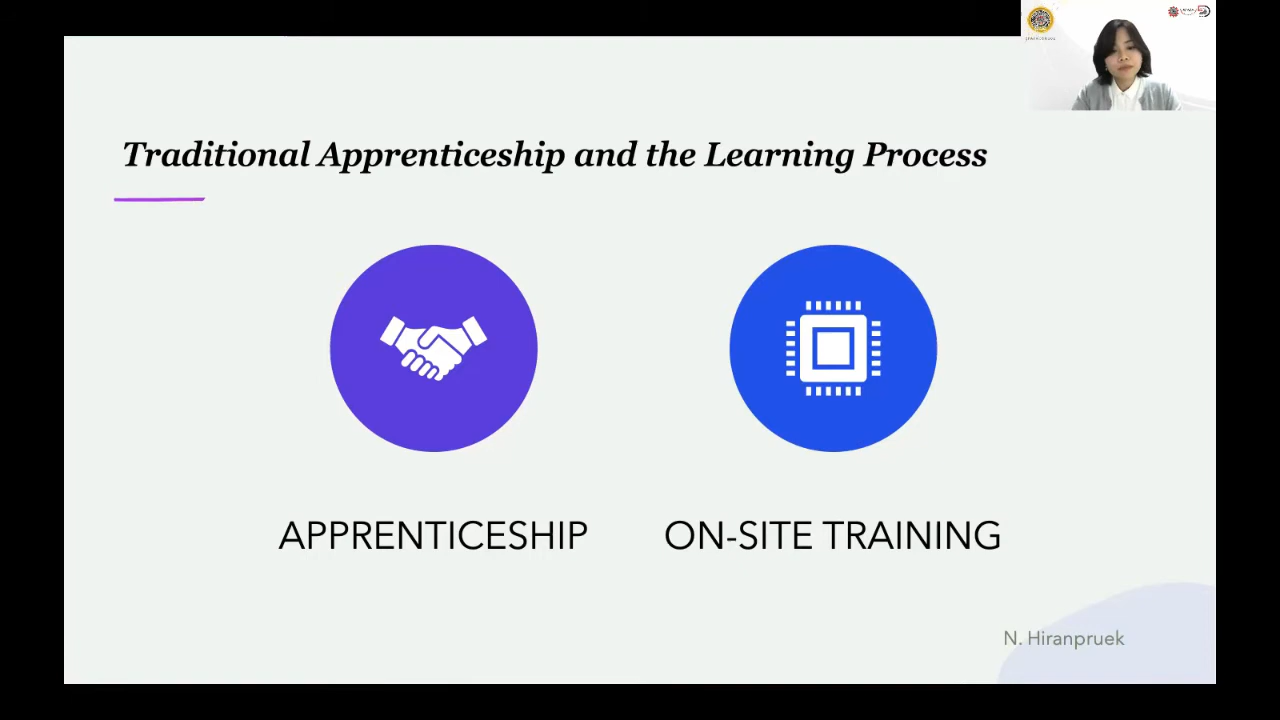 Traditional Apprenticeship and the Learning Process
APPRENTICESHIP
ON-SITE TRAINING
N. Hiranpruek